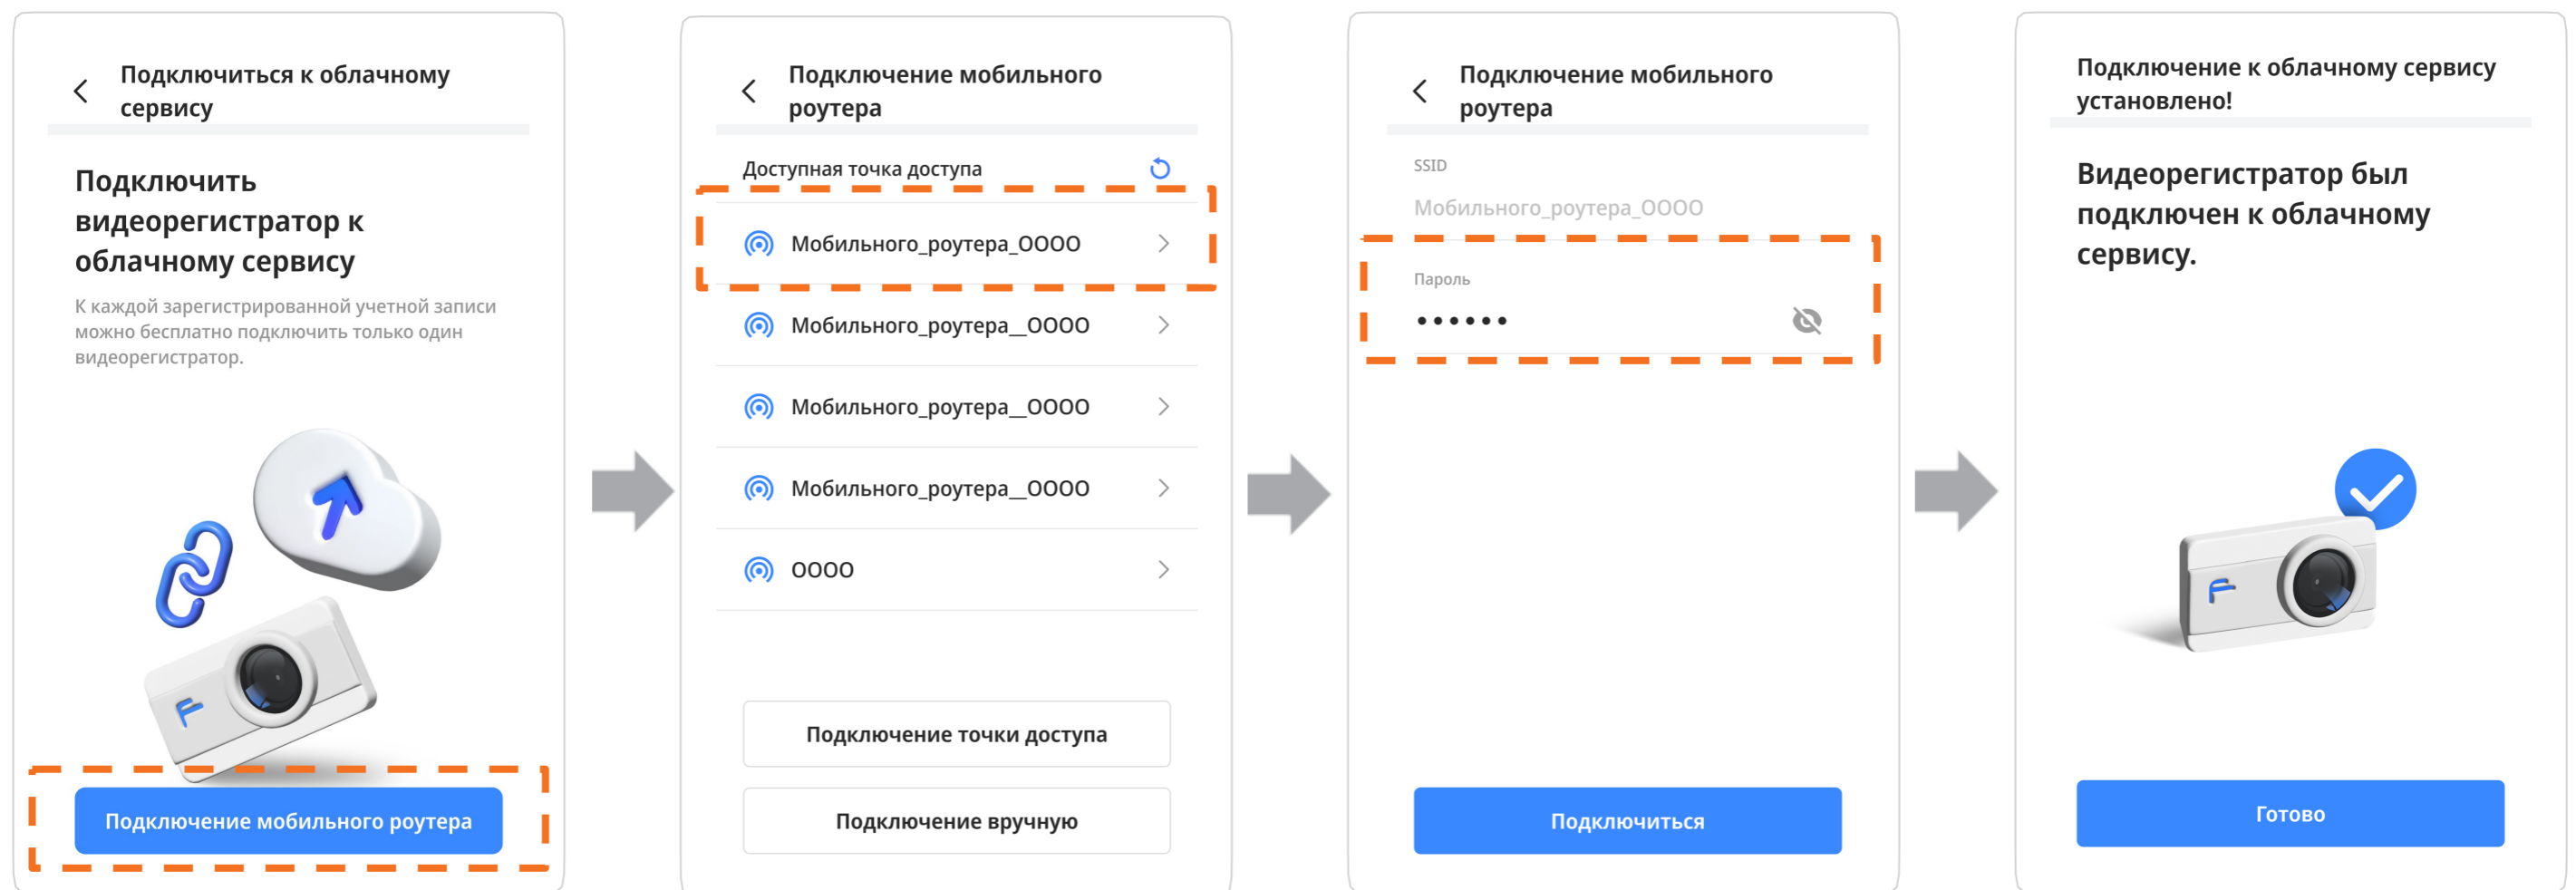 Подключиться к облачному
сервису
Подключить
видеорегистратор к
облачному сервису
К каждой зарегистрированной учетной записи
можно бесплатно подключить только один
видеорегистратор.
Подключение мобильного роутера
Подключение мобильного
роутера
Доступная точка доступа
Мобильного_роутера_OOOO
Мобильного_роутера__OOOO
Мобильного_роутера__OOOO
Мобильного_роутера__OOOO
OOOO
Подключение точки доступа
Подключение вручную
Подключение мобильного
роутера
SSID
Мобильного_роутера_OOOO
Пароль
••••••
Подключиться
Подключение к облачному сервису
установлено!
Видеорегистратор был
подключен к облачному
сервису.
Готово